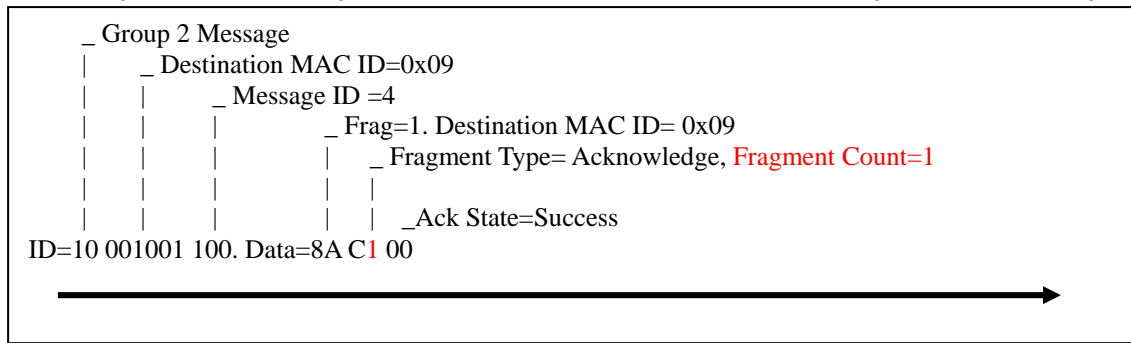 _ Group 2 Message
| _ Destination MAC ID=0x09
| | _ Message ID =4
| | | _ Frag=1. Destination MAC ID= 0x09
| | | | _ Fragment Type= Acknowledge, Fragment Count=1
| | | | |
| | | | | _Ack State=Success
ID=10 001001 100. Data=8A C1 00